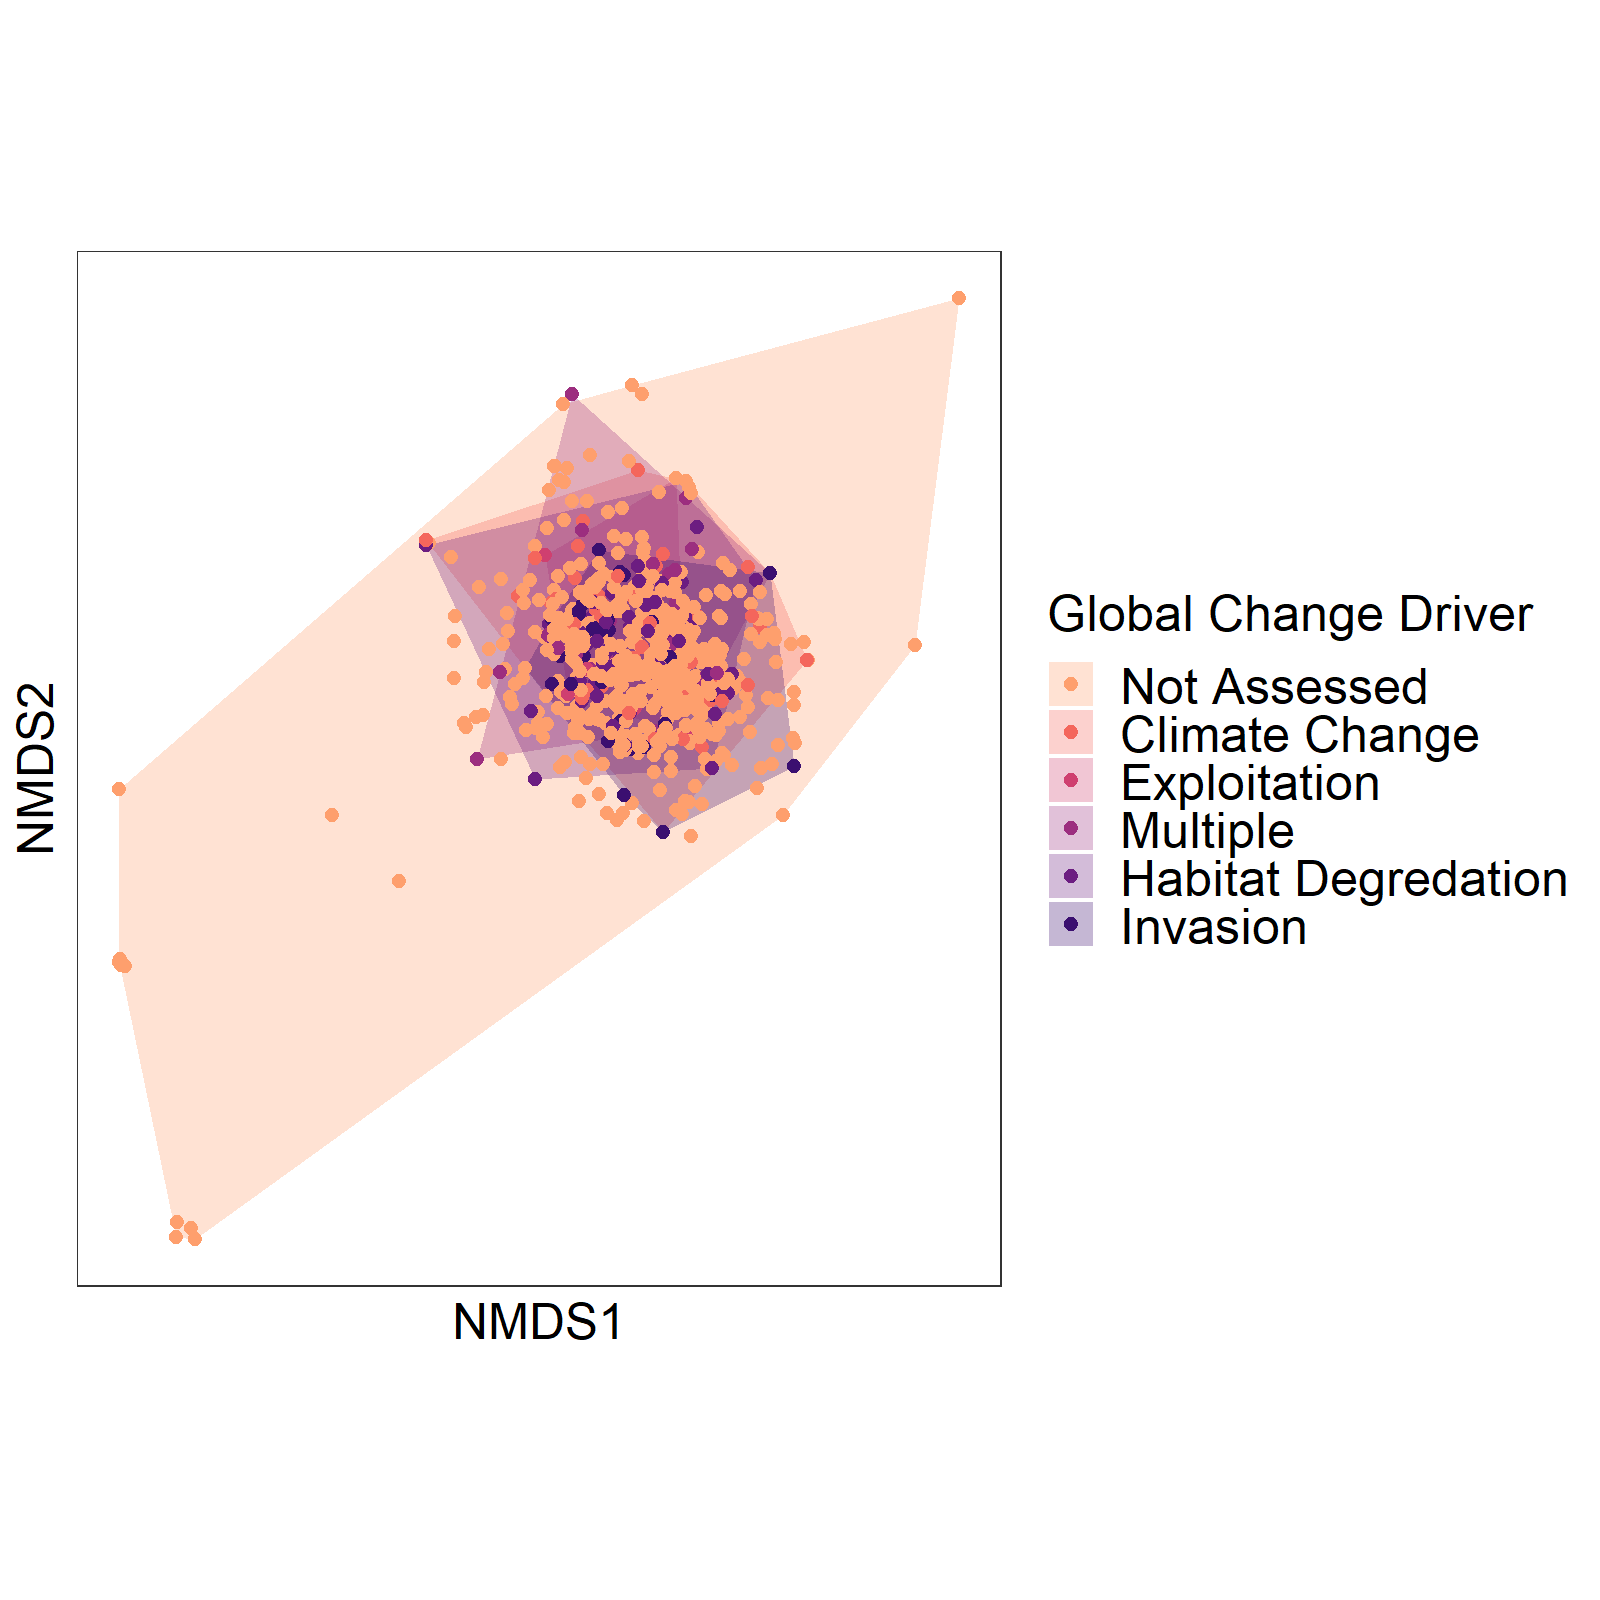 NMDS2
NMDS1
Global Change Driver
Not Assessed
Climate Change
Exploitation
Multiple
Habitat Degredation
Invasion